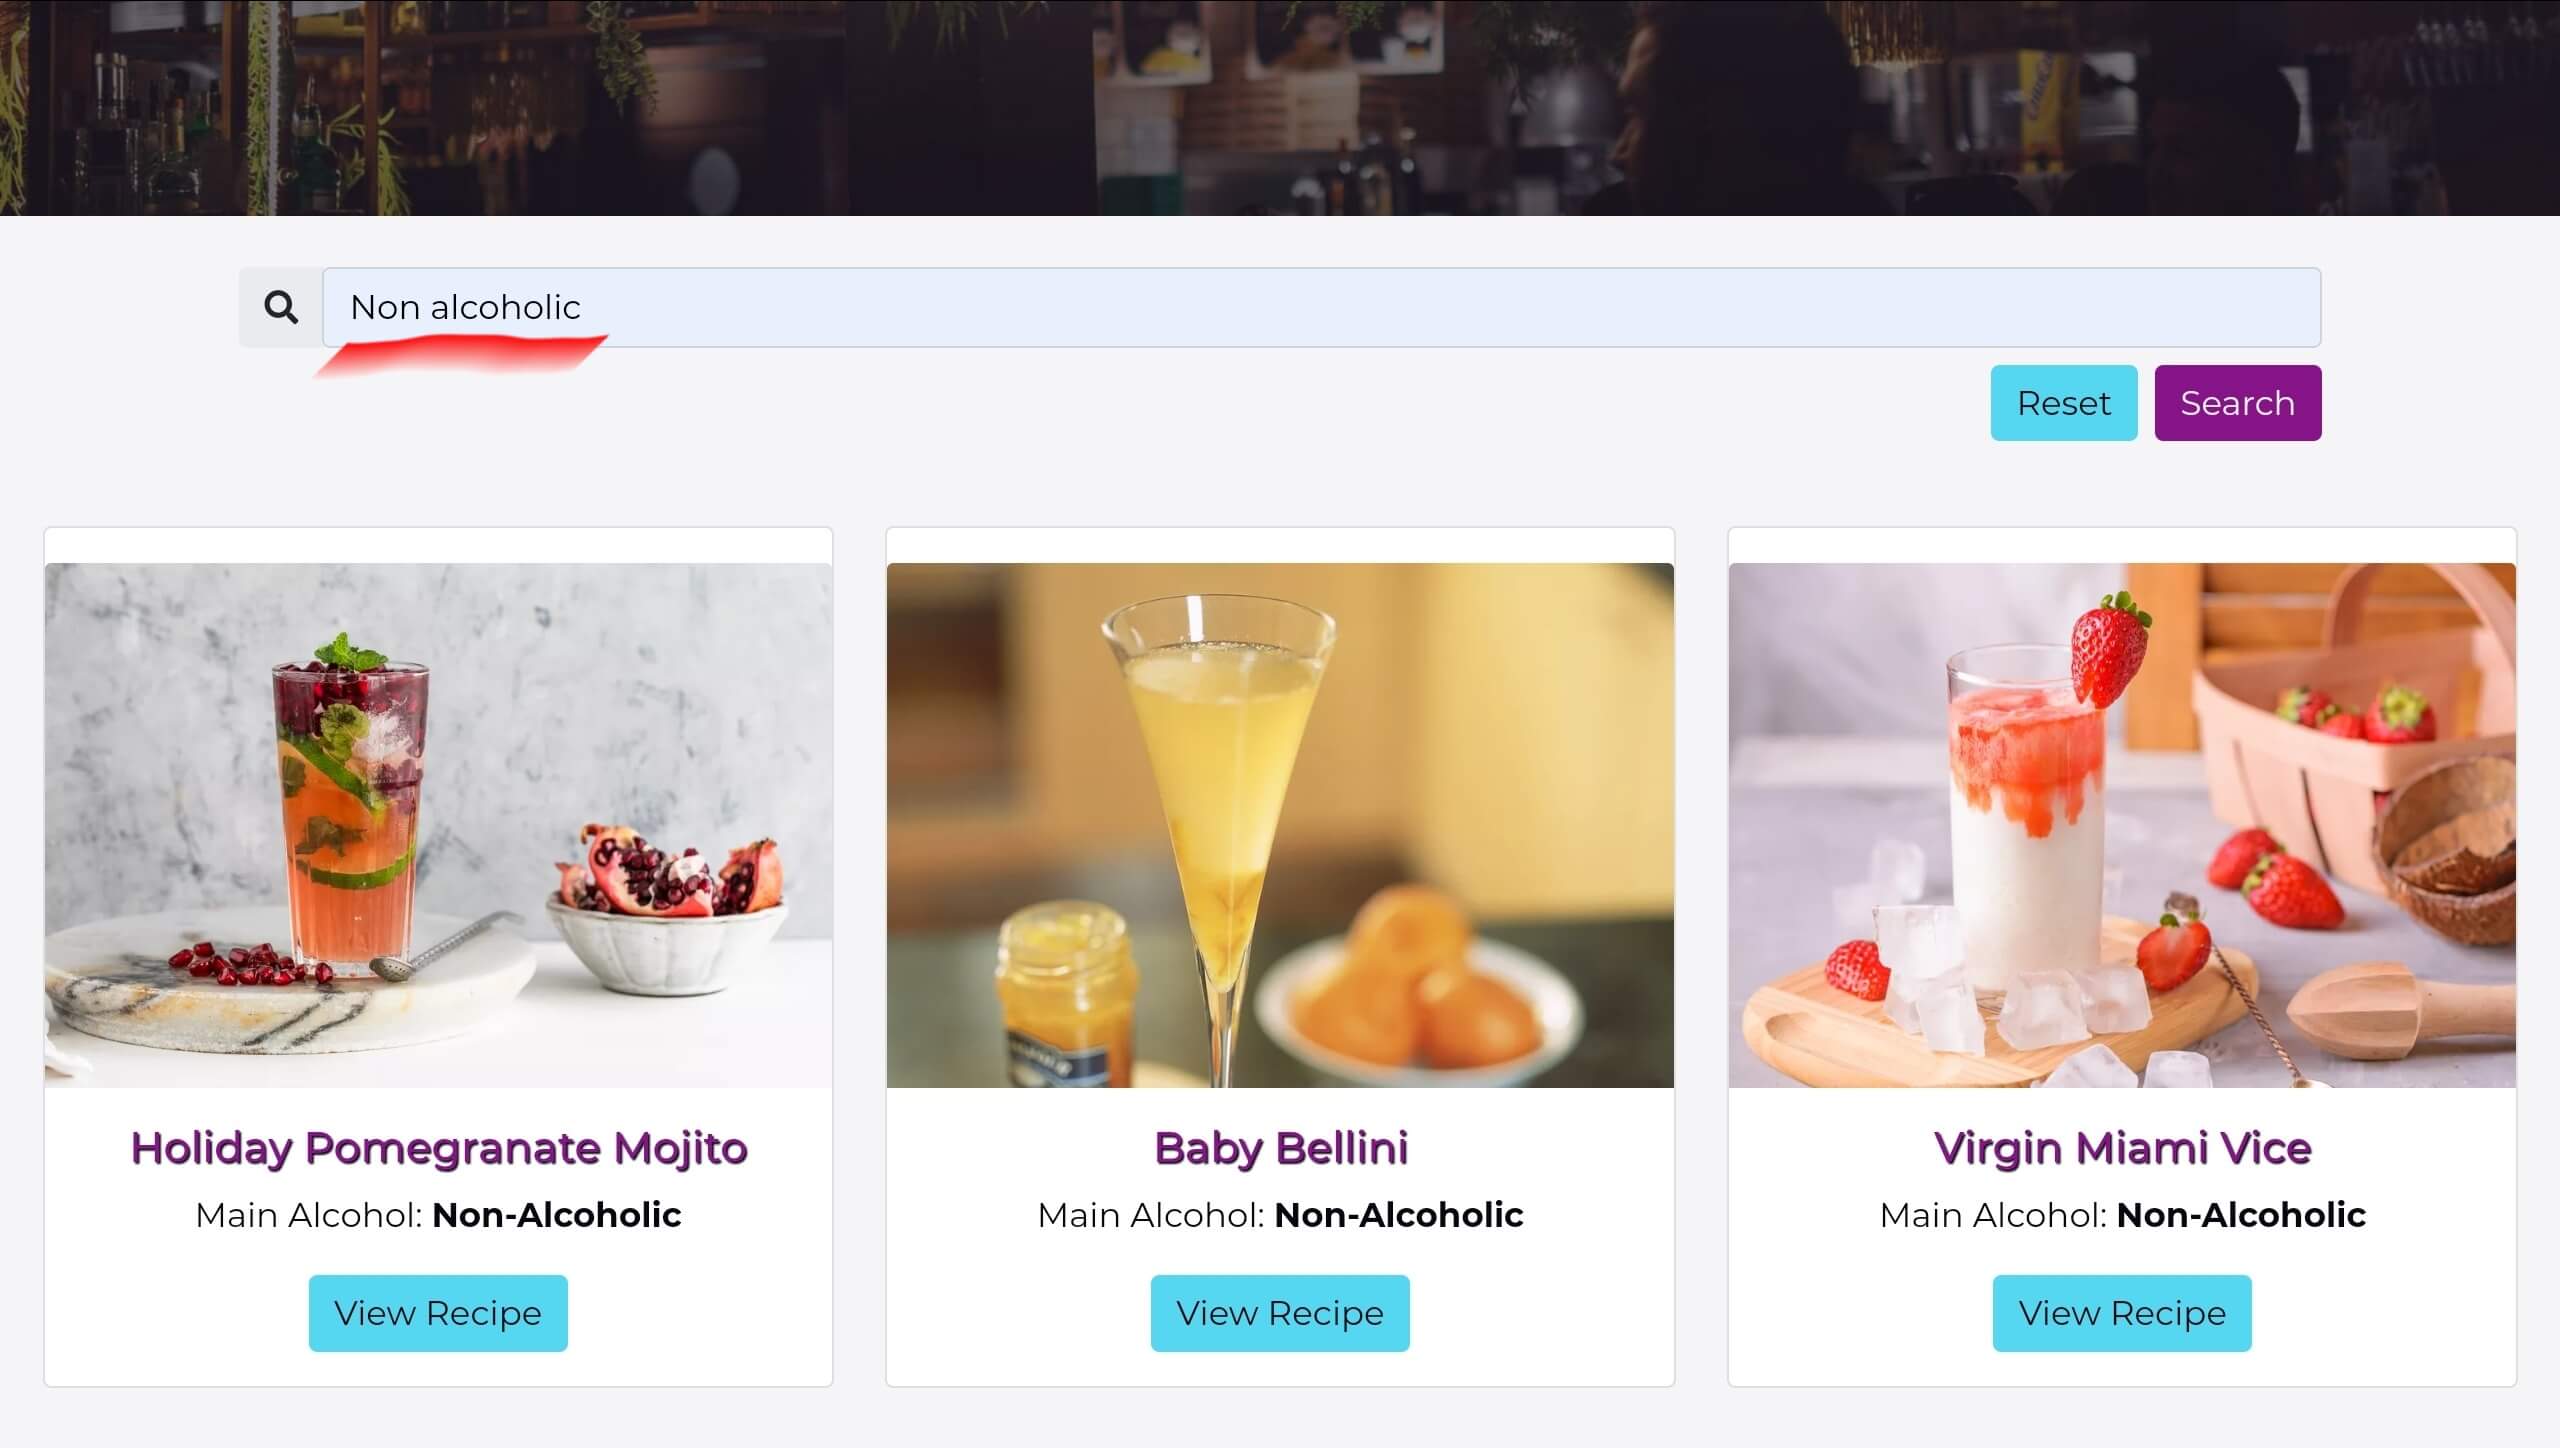 Non alcoholic
Reset
Search
Holiday Pomegranate Mojito
Main Alcohol: Non-Alcoholic
View Recipe
Baby Bellini
Main Alcohol: Non-Alcoholic
View Recipe
Virgin Miami Vice
Main Alcohol: Non-Alcoholic
View Recipe